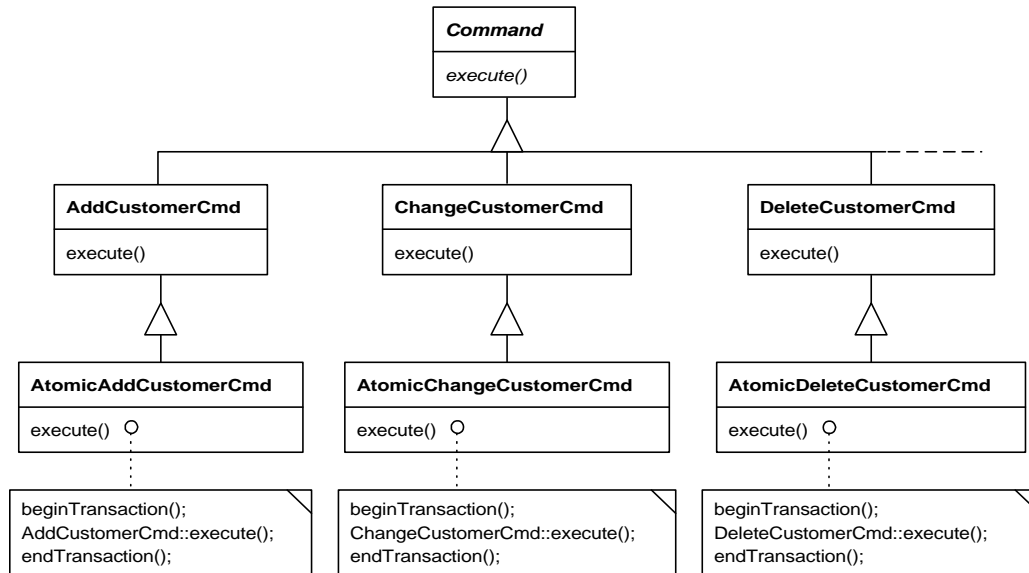 Command
execute()
AddCustomerCmd
execute()
ChangeCustomerCmd
execute()
DeleteCustomerCmd
execute()
AtomicAddCustomerCmd
execute()
AtomicChangeCustomerCmd
execute()
AtomicDeleteCustomerCmd
execute()
beginTransaction();
AddCustomerCmd::execute();
endTransaction();
beginTransaction();
ChangeCustomerCmd::execute();
endTransaction();
beginTransaction();
DeleteCustomerCmd::execute();
endTransaction();